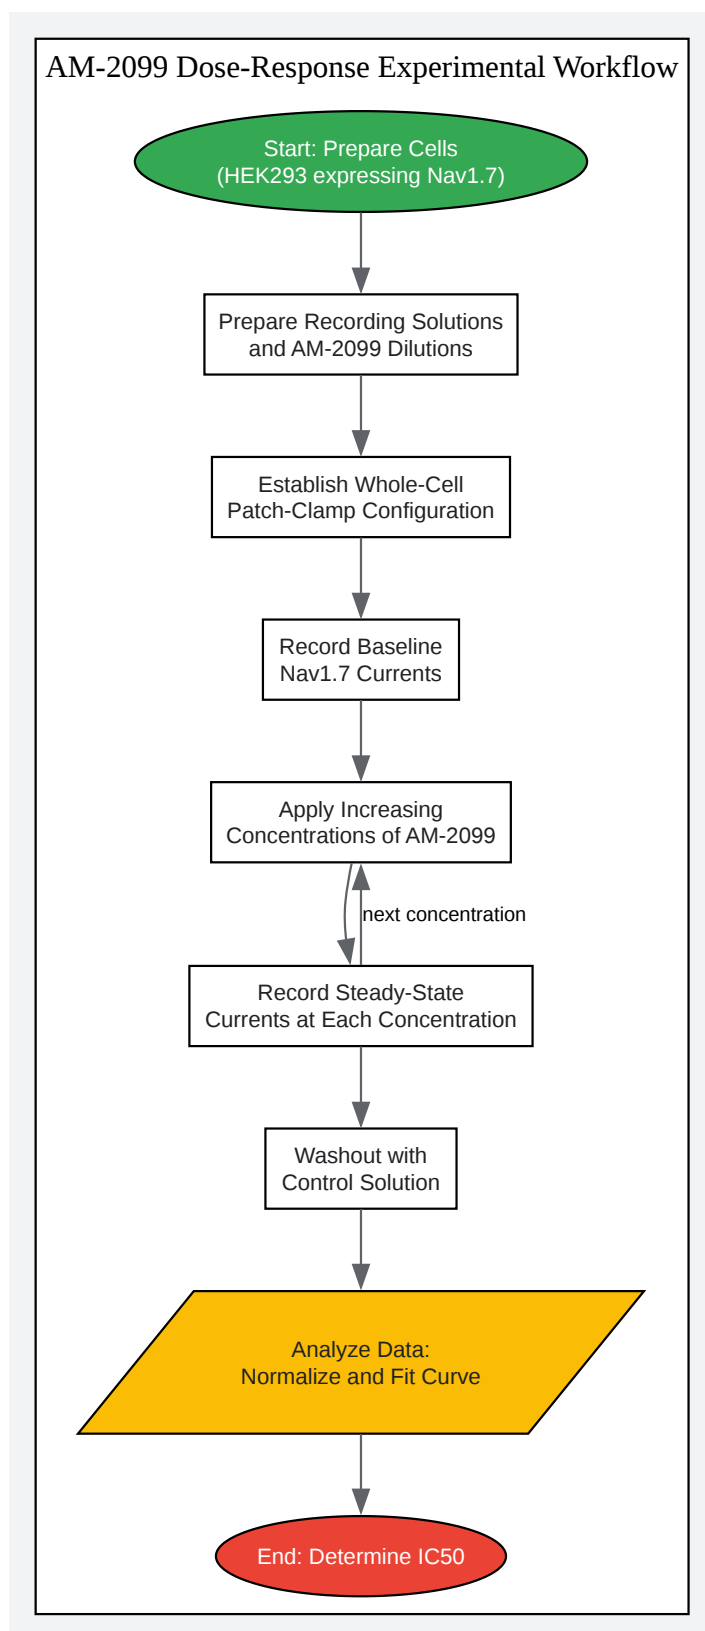 AM-2099 Dose-Response Experimental Workflow
Start: Prepare Cells
(HEK293 expressing Nav1.7)
Prepare Recording Solutions
and AM-2099 Dilutions
Establish Whole-Cell
Patch-Clamp Configuration
Record Baseline
Nav1.7 Currents
Apply Increasing
Concentrations of AM-2099
next concentration
Record Steady-State
Currents at Each Concentration
Washout with
Control Solution
Analyze Data:
Normalize and Fit Curve
End: Determine IC50